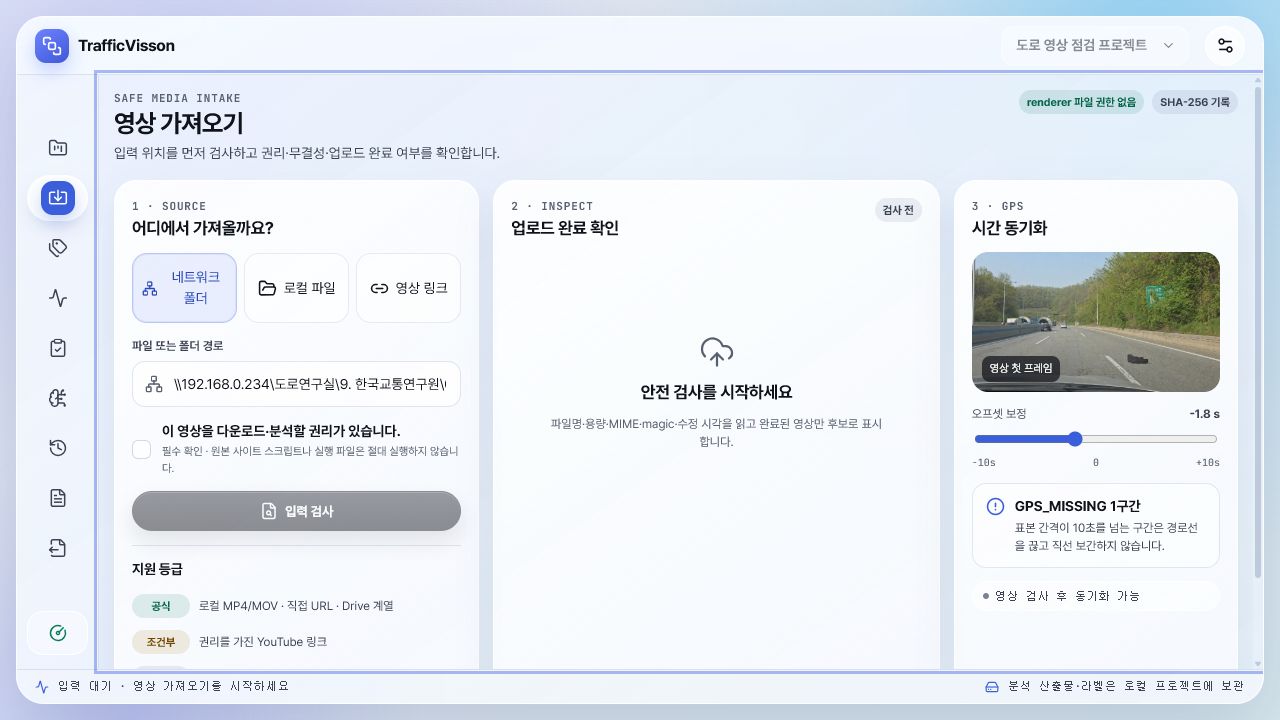 TrafficVisson
도로 영상 점검 프로젝트
SAFE MEDIA INTAKE
영상 가져오기
입력 위치를 먼저 검사하고 권리·무결성·업로드 완료 여부를 확인합니다.
renderer 파일 권한 없음
SHA-256 기록
1 · SOURCE
어디에서 가져올까요?
네트워크
폴더
로컬 파일
영상 링크
파일 또는 폴더 경로
\\192.168.0.234\도로연구실\9. 한국교통연구원\
이 영상을 다운로드·분석할 권리가 있습니다.
필수 확인 · 원본 사이트 스크립트나 실행 파일은 절대 실행하지 않습니
다.
입력 검사
지원 등급
공식
로컬 MP4/MOV · 직접 URL · Drive 계열
조건부
권리를 가진 YouTube 링크
2 · INSPECT
업로드 완료 확인
검사 전
안전 검사를 시작하세요
파일명·용량·MIME·magic·수정 시각을 읽고 완료된 영상만 후보로 표시
합니다.
3 · GPS
시간 동기화
영상 첫 프레임
오프셋 보정
-1.8 s
-10s
0
+10s
GPS_MISSING 1구간
표본 간격이 10초를 넘는 구간은 경로선
을 끊고 직선 보간하지 않습니다.
영상 검사 후 동기화 가능
입력 대기 · 영상 가져오기를 시작하세요
분석 산출물·라벨은 로컬 프로젝트에 보관